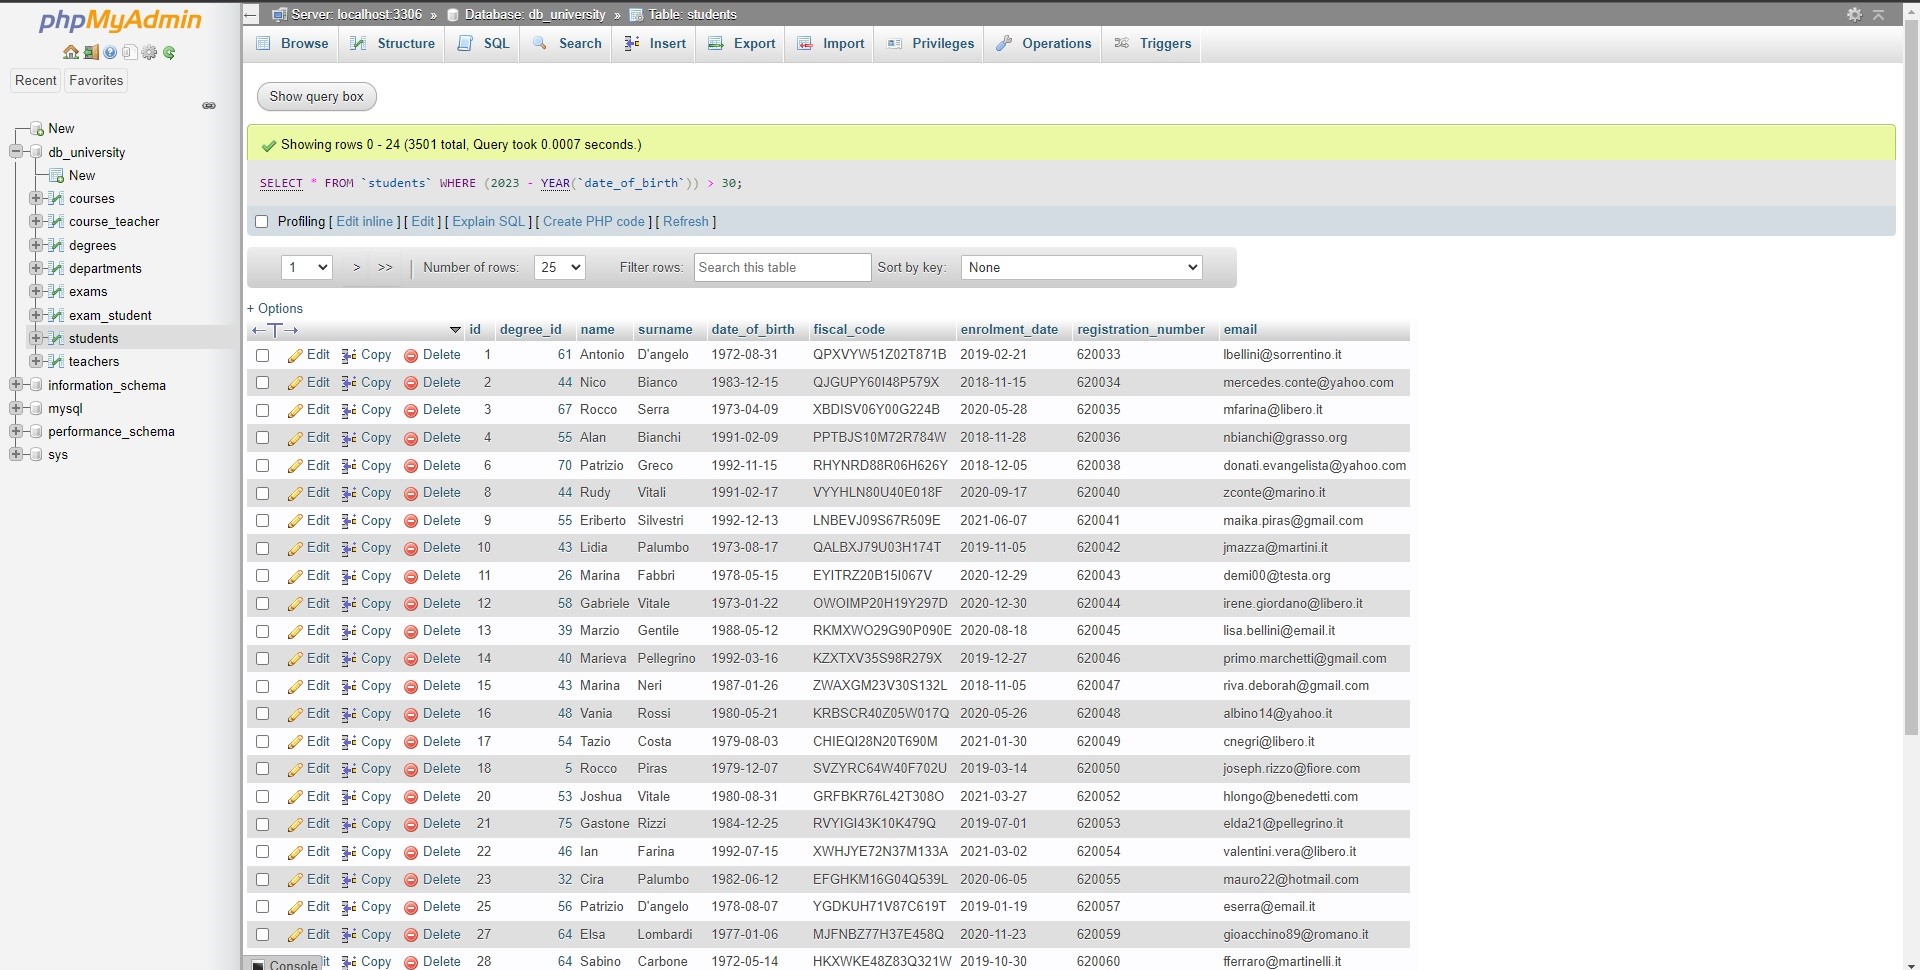 phpMyAdmin
Recent Favorites
New
db_university
New
courses
course_teacher
degrees
departments
exams
exam_student
students
teachers
information_schema
mysql
performance_schema
sys
Server: localhost:3306 » Database: db_university » Table: students
Browse Structure SQL Search Insert Export Import Privileges Operations Triggers
Show query box
Showing rows 0 - 24 (3501 total, Query took 0.0007 seconds.)
SELECT * FROM `students` WHERE (2023 - YEAR(`date_of_birth`)) > 30;
Profiling [ Edit inline ] [ Edit ] [ Explain SQL ] [ Create PHP code ] [ Refresh ]
1 > >> | Number of rows: 25 Filter rows: Search this table Sort by key: None
+ Options
←T→ id degree_id name surname date_of_birth fiscal_code enrolment_date registration_number email
Edit Copy Delete 1 61 Antonio D'angelo 1972-08-31 QPXVYW51Z02T871B 2019-02-21 620033 lbellini@sorrentino.it
Edit Copy Delete 2 44 Nico Bianco 1983-12-15 QJGUPY60I48P579X 2018-11-15 620034 mercedes.conte@yahoo.com
Edit Copy Delete 3 67 Rocco Serra 1973-04-09 XBDISV06Y00G224B 2020-05-28 620035 mfarina@libero.it
Edit Copy Delete 4 55 Alan Bianchi 1991-02-09 PPTBJS10M72R784W 2018-11-28 620036 nbianchi@grasso.org
Edit Copy Delete 6 70 Patrizio Greco 1992-11-15 RHYNRD88R06H626Y 2018-12-05 620038 donati.evangelista@yahoo.com
Edit Copy Delete 8 44 Rudy Vitali 1991-02-17 VYYHLN80U40E018F 2020-09-17 620040 zconte@marino.it
Edit Copy Delete 9 55 Eriberto Silvestri 1992-12-13 LNBEVJ09S67R509E 2021-06-07 620041 maika.piras@gmail.com
Edit Copy Delete 10 43 Lidia Palumbo 1973-08-17 QALBXJ79U03H174T 2019-11-05 620042 jmazza@martini.it
Edit Copy Delete 11 26 Marina Fabbri 1978-05-15 EYITRZ20B15I067V 2020-12-29 620043 demi00@testa.org
Edit Copy Delete 12 58 Gabriele Vitale 1973-01-22 OWOIMP20H19Y297D 2020-12-30 620044 irene.giordano@libero.it
Edit Copy Delete 13 39 Marzio Gentile 1988-05-12 RKMXWO29G90P090E 2020-08-18 620045 lisa.bellini@email.it
Edit Copy Delete 14 40 Marieva Pellegrino 1992-03-16 KZXTXV35S98R279X 2019-12-27 620046 primo.marchetti@gmail.com
Edit Copy Delete 15 43 Marina Neri 1987-01-26 ZWAXGM23V30S132L 2018-11-05 620047 riva.deborah@gmail.com
Edit Copy Delete 16 48 Vania Rossi 1980-05-21 KRBSCR40Z05W017Q 2020-05-26 620048 albino14@yahoo.it
Edit Copy Delete 17 54 Tazio Costa 1979-08-03 CHIEQI28N20T690M 2021-01-30 620049 cnegri@libero.it
Edit Copy Delete 18 5 Rocco Piras 1979-12-07 SVZYRC64W40F702U 2019-03-14 620050 joseph.rizzo@fiore.com
Edit Copy Delete 20 53 Joshua Vitale 1980-08-31 GRFBKR76L42T308O 2021-03-27 620052 hlongo@benedetti.com
Edit Copy Delete 21 75 Gastone Rizzi 1984-12-25 RVYIGI43K10K479Q 2019-07-01 620053 elda21@pellegrino.it
Edit Copy Delete 22 46 Ian Farina 1992-07-15 XWHJYE72N37M133A 2021-03-02 620054 valentini.vera@libero.it
Edit Copy Delete 23 32 Cira Palumbo 1982-06-12 EFGHKM16G04Q539L 2020-06-05 620055 mauro22@hotmail.com
Edit Copy Delete 25 56 Patrizio D'angelo 1978-08-07 YGDKUH71V87C619T 2019-01-19 620057 eserra@email.it
Edit Copy Delete 27 64 Elsa Lombardi 1977-01-06 MJFNBZ77H37E458Q 2020-11-23 620059 gioacchino89@romano.it
Copy Delete 28 64 Sabino Carbone 1972-05-14 HKXWKE48Z83Q321W 2019-10-30 620060 fferraro@martinelli.it
Console